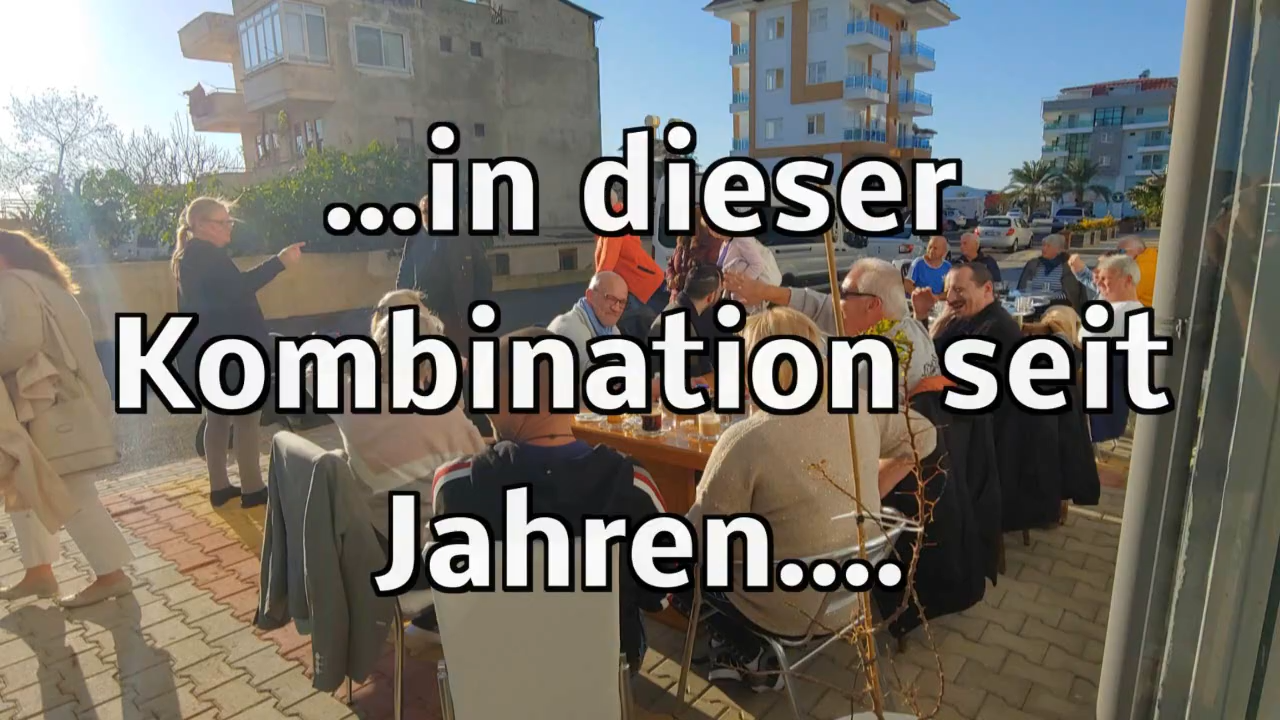 ...in dieser
Kombination seit
Jahren....